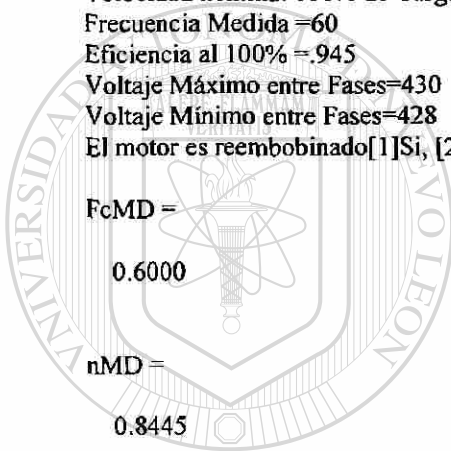 Frecuencia Medida =60
Eficiencia al 100% =.945
Voltaje Máximo entre Fases=430
Voltaje Mínimo entre Fases=428
El motor es reembobinado[1]Si, [2
FcMD =
0.6000
nMD =
0.8445